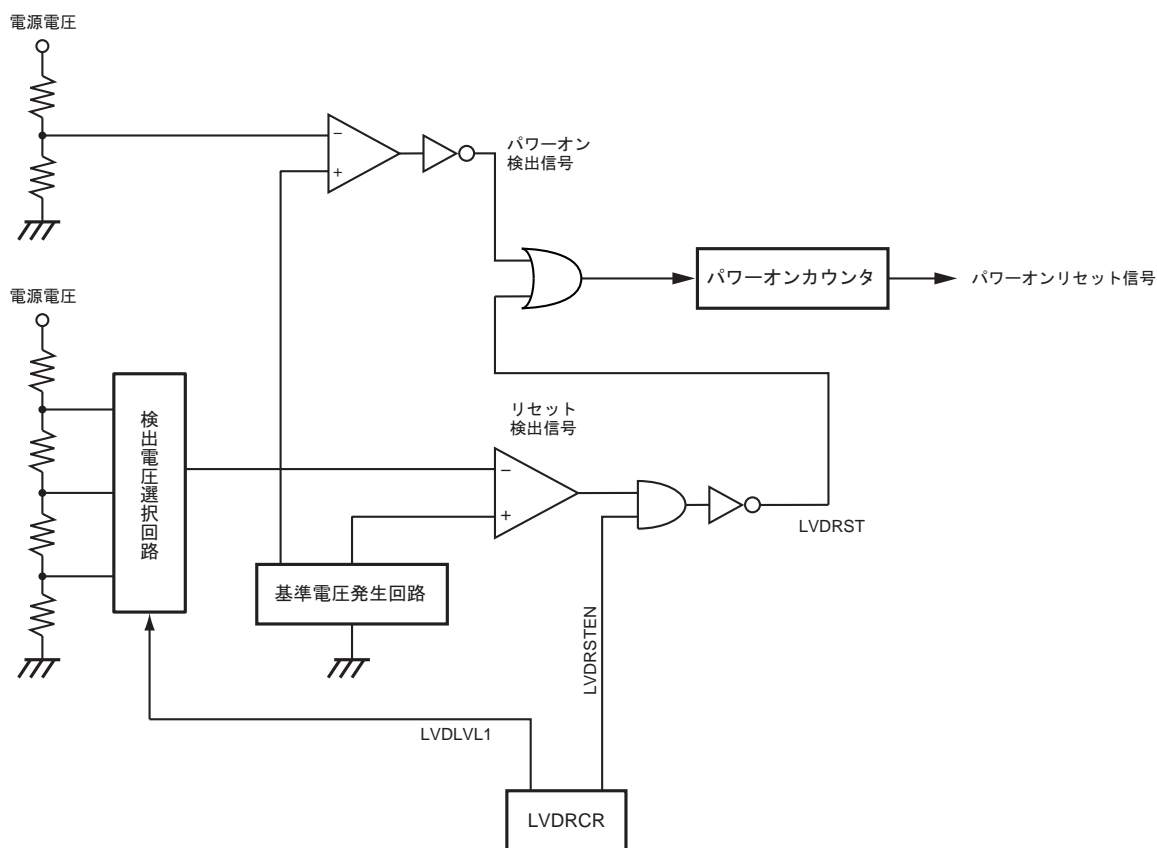 電源電圧
−
+
パワーオン
検出信号
パワーオンカウンタ
パワーオンリセット信号
電源電圧
検出電圧選択回路
リセット
検出信号
−
+
LVDRST
基準電圧発生回路
LVDRSTEN
LVDLVL1
LVDRCR